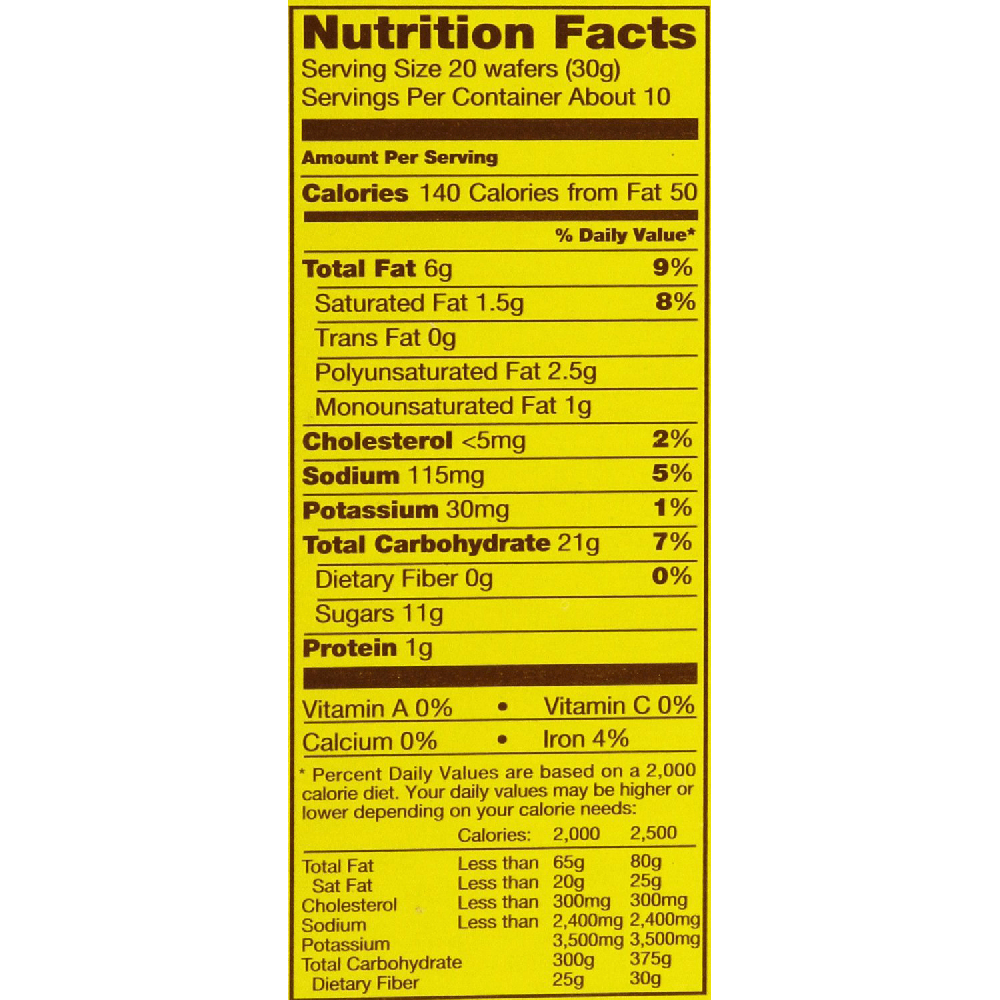 Nutrition Facts
Serving Size 20 wafers (30g)
Servings Per Container About 10
Amount Per Serving
Calories 140 Calories from Fat 50
% Daily Value*
Total Fat 6g 9%
Saturated Fat 1.5g 8%
Trans Fat 0g
Polyunsaturated Fat 2.5g
Monounsaturated Fat 1g
Cholesterol <5mg 2%
Sodium 115mg 5%
Potassium 30mg 1%
Total Carbohydrate 21g 7%
Dietary Fiber 0g 0%
Sugars 11g
Protein 1g
Vitamin A 0% • Vitamin C 0%
Calcium 0% • Iron 4%
* Percent Daily Values are based on a 2,000
calorie diet. Your daily values may be higher or
lower depending on your calorie needs:
Calories: 2,000 2,500
Total Fat Less than 65g 80g
Sat Fat Less than 20g 25g
Cholesterol Less than 300mg 300mg
Sodium Less than 2,400mg 2,400mg
Potassium 3,500mg 3,500mg
Total Carbohydrate 300g 375g
Dietary Fiber 25g 30g